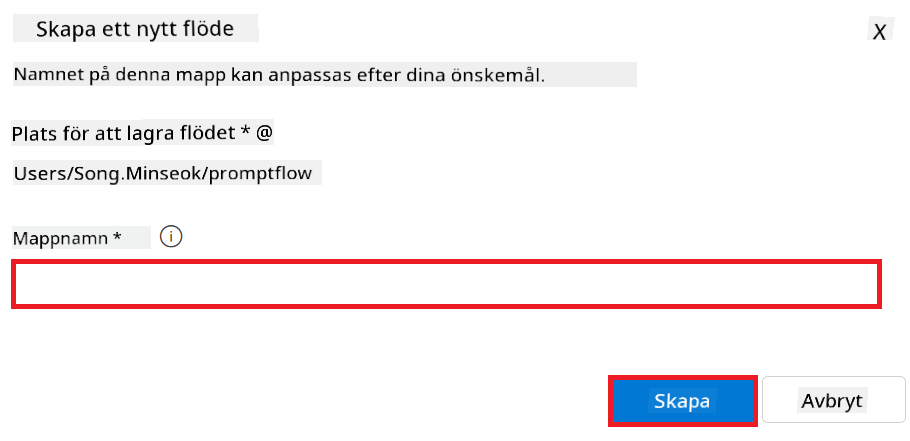 Skapa ett nytt flöde
X
Namnet på denna mapp kan anpassas efter dina önskemål.
Plats för att lagra flödet * @
Users/Song.Minseok/promptflow
Mappnamn * i
Skapa
Avbryt